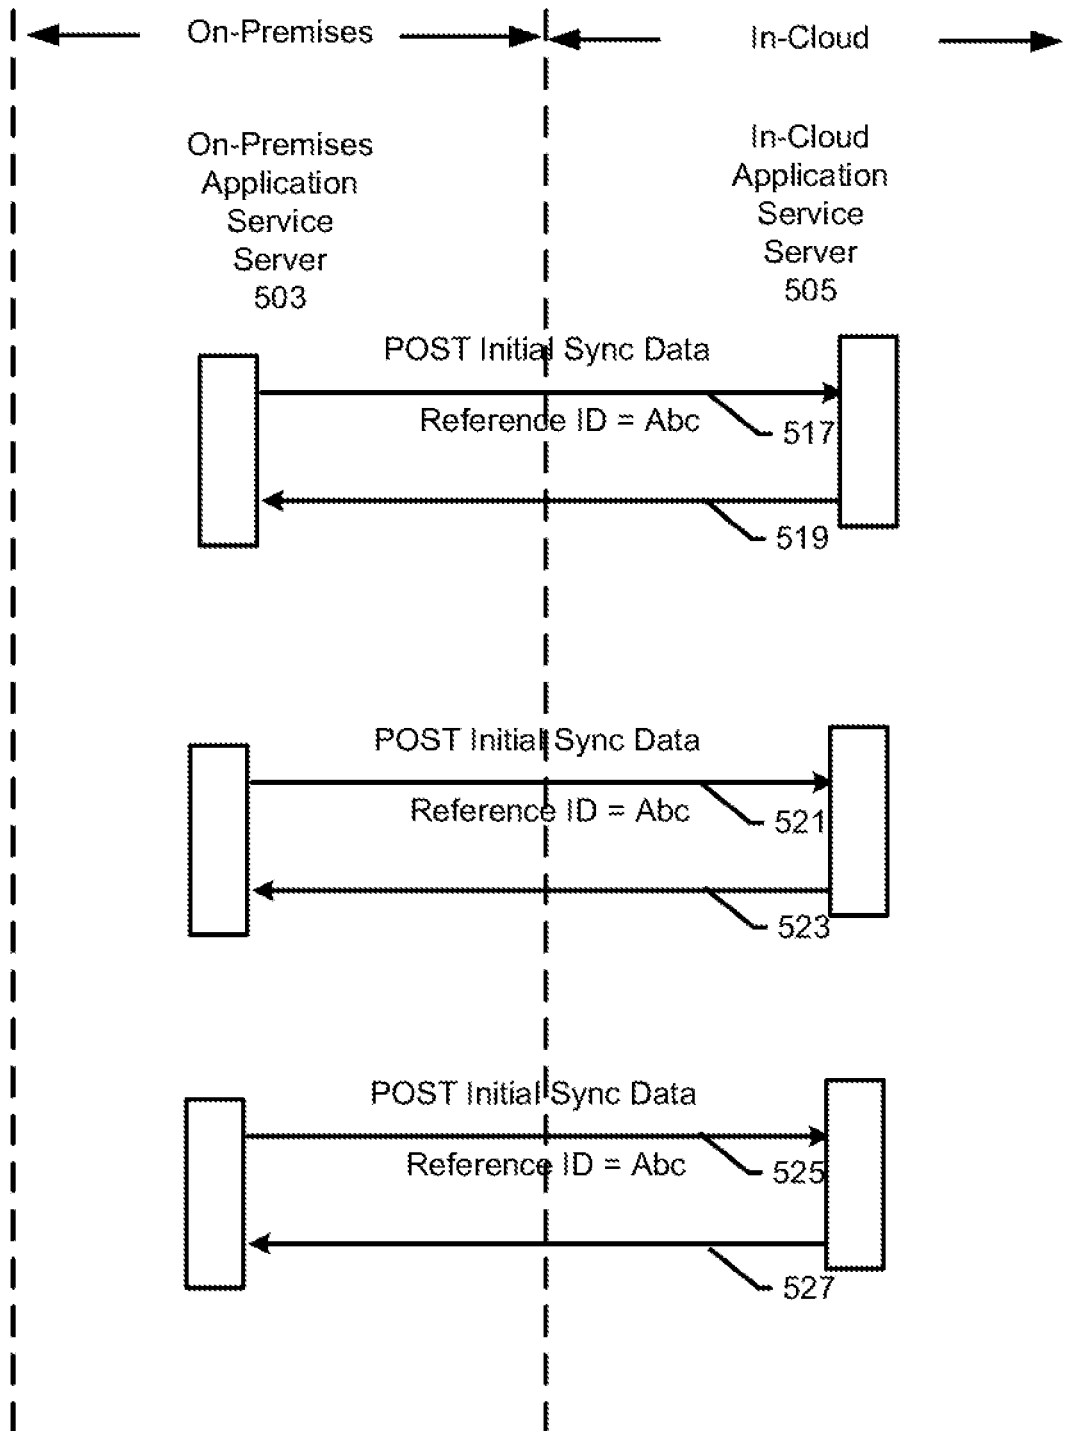 On-Premises
In-Cloud
On-Premises
Application
Service
Server
503
In-Cloud
Application
Service
Server
505
POST Initial Sync Data
Reference ID = Abc
517
519
POST Initial Sync Data
Reference ID = Abc
521
523
POST Initial Sync Data
Reference ID = Abc
525
527